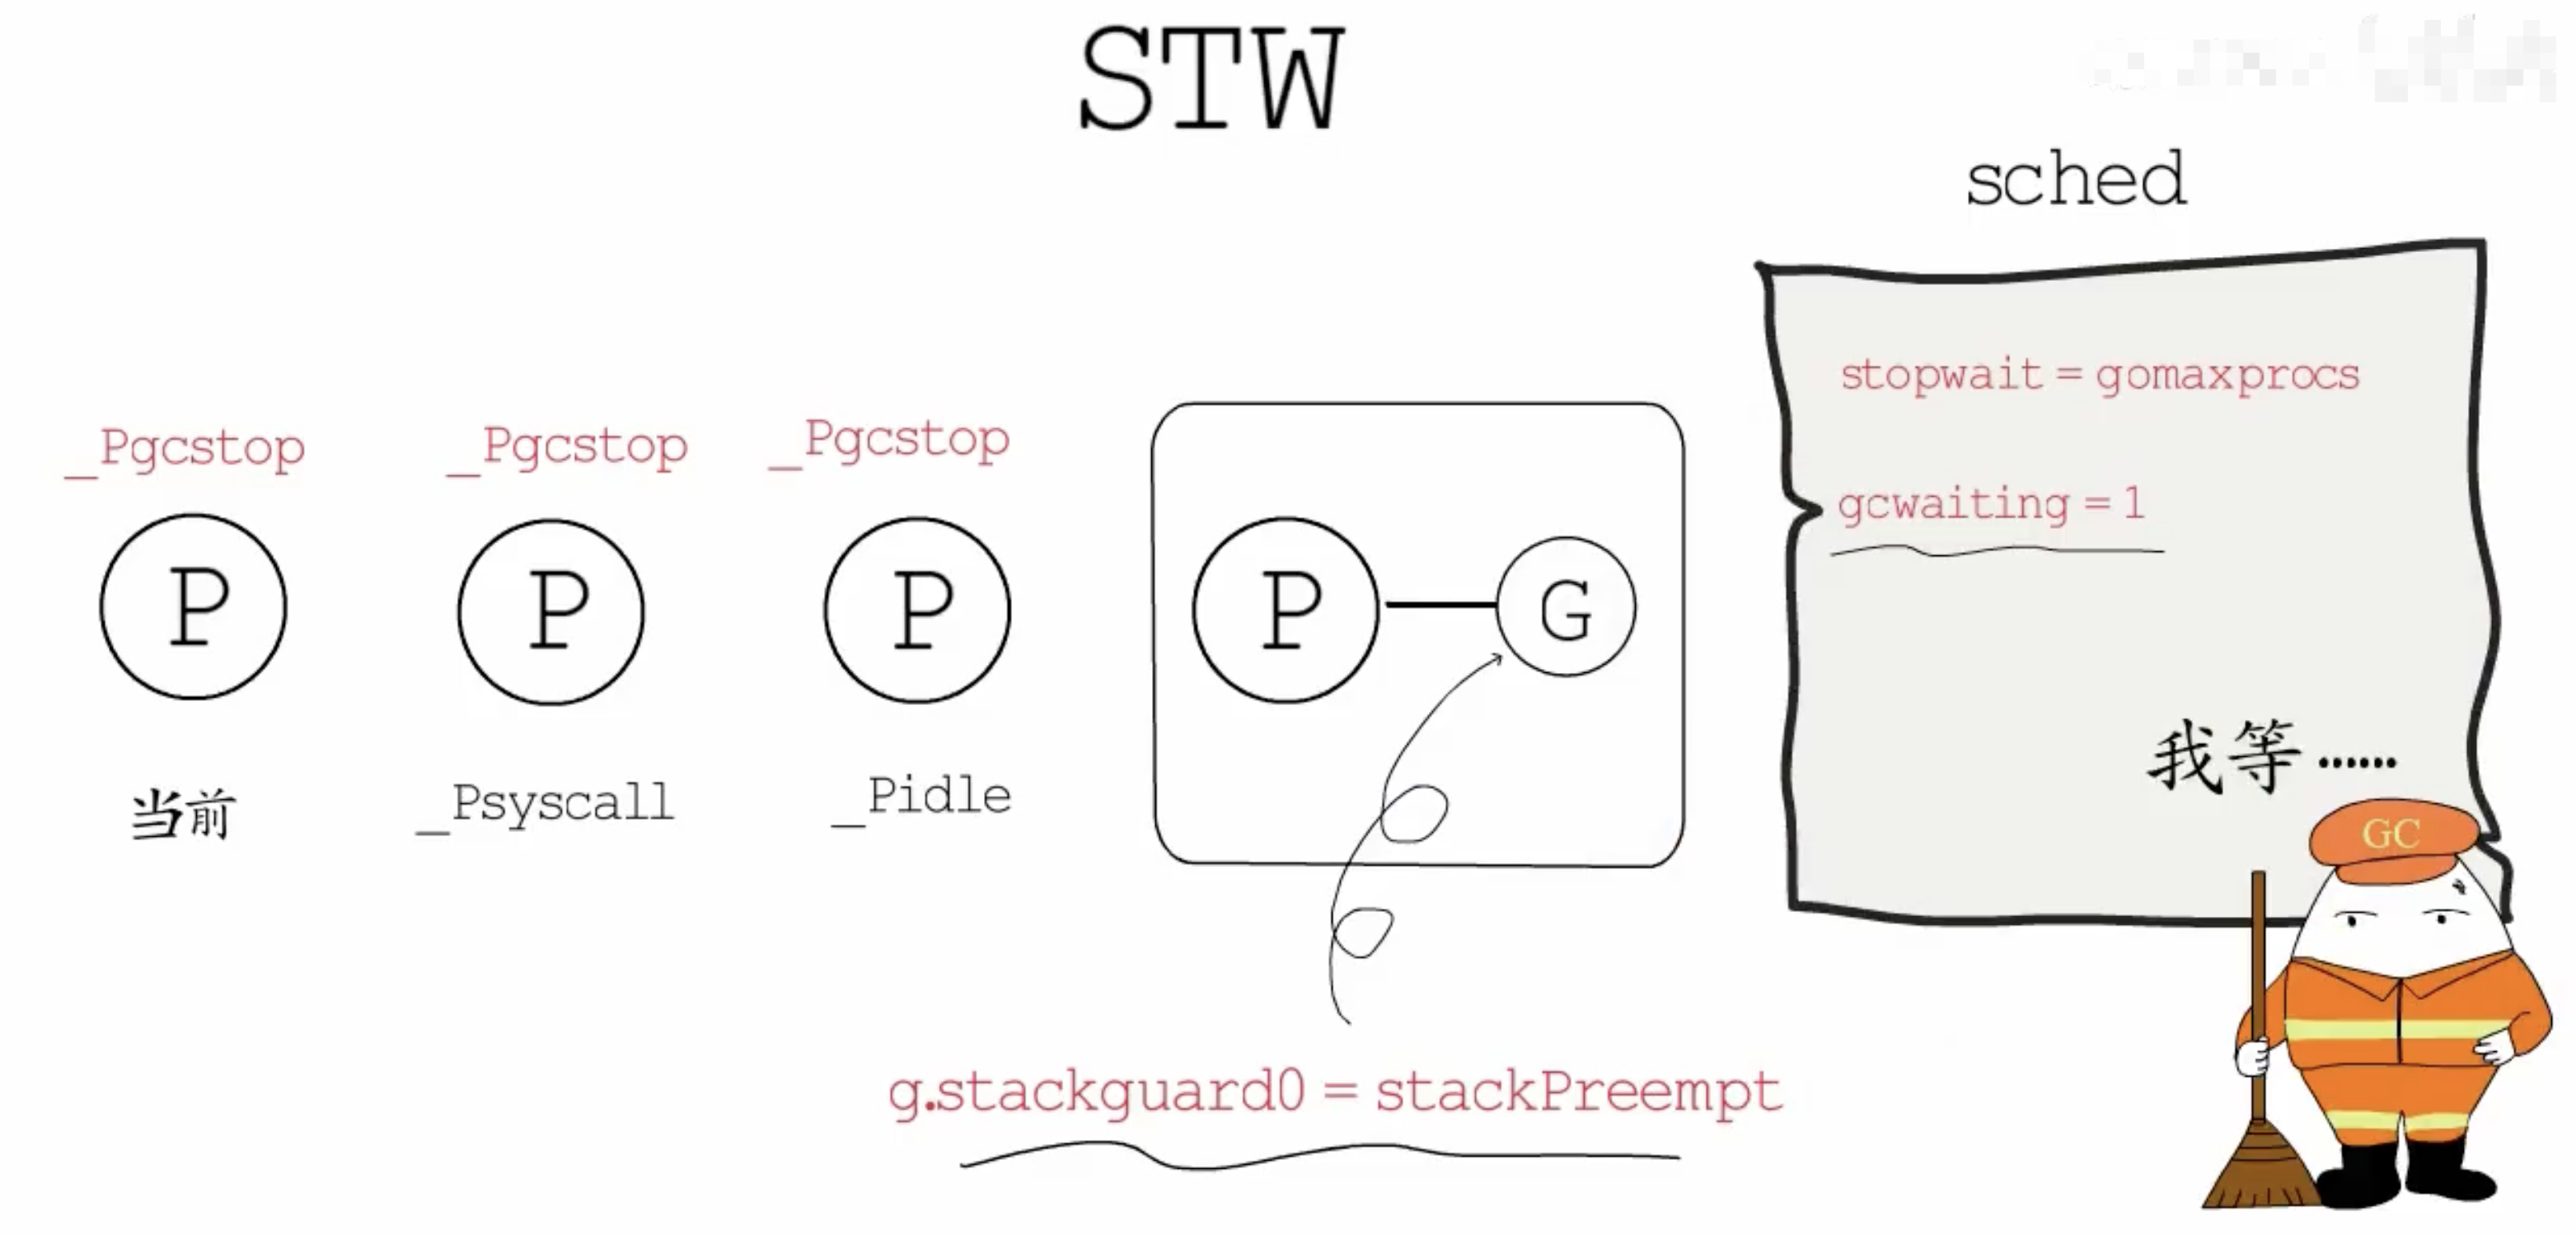 STW
sched
stopwait = gomaxprocs
gcwaiting = 1
_Pgcstop
_Pgcstop
_Pgcstop
P
P
P
P
G
当前
_Psyscall
_Pidle
我等……
GC
g.stackguard0 = stackPreempt